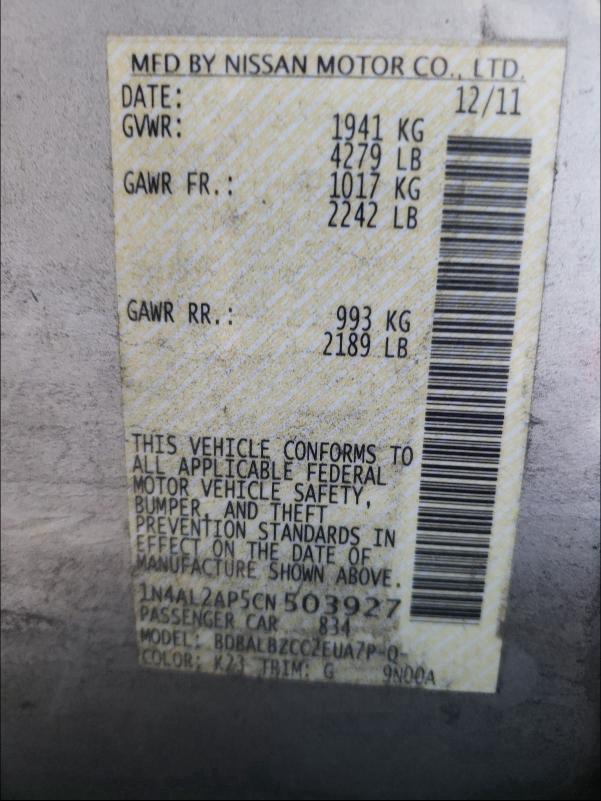 MFD BY NISSAN MOTOR CO., LTD.
DATE: 12/11
GVWR: 1941 KG
4279 LB
GAWR FR.: 1017 KG
2242 LB
GAWR RR.: 993 KG
2189 LB
THIS VEHICLE CONFORMS TO
ALL APPLICABLE FEDERAL
MOTOR VEHICLE SAFETY,
BUMPER, AND THEFT
PREVENTION STANDARDS IN
EFFECT ON THE DATE OF
MANUFACTURE SHOWN ABOVE.
1N4AL2AP5CN 503927
PASSENGER CAR 834
MODEL: BDBALBZCC2EUA7P-Q-
COLOR: K23 TRIM: G 9N00A